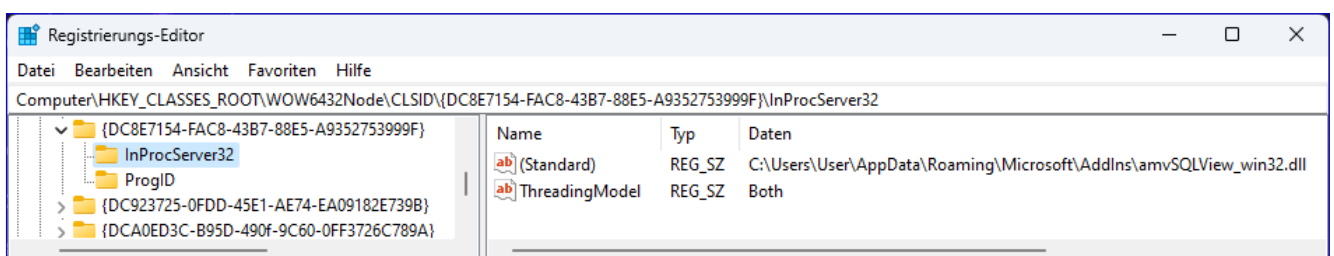 Registrierungs-Editor
Datei Bearbeiten Ansicht Favoriten Hilfe
Computer\HKEY_CLASSES_ROOT\WOW6432Node\CLSID\{DC8E7154-FAC8-43B7-88E5-A9352753999F}\InProcServer32
{DC8E7154-FAC8-43B7-88E5-A9352753999F}
InProcServer32
ProgID
{DC923725-0FDD-45E1-AE74-EA09182E739B}
{DCA0ED3C-B95D-490f-9C60-0FF3726C789A}
Name Typ Daten
ab (Standard) REG_SZ C:\Users\User\AppData\Roaming\Microsoft\AddIns\amvSQLView_win32.dll
ab ThreadingModel REG_SZ Both